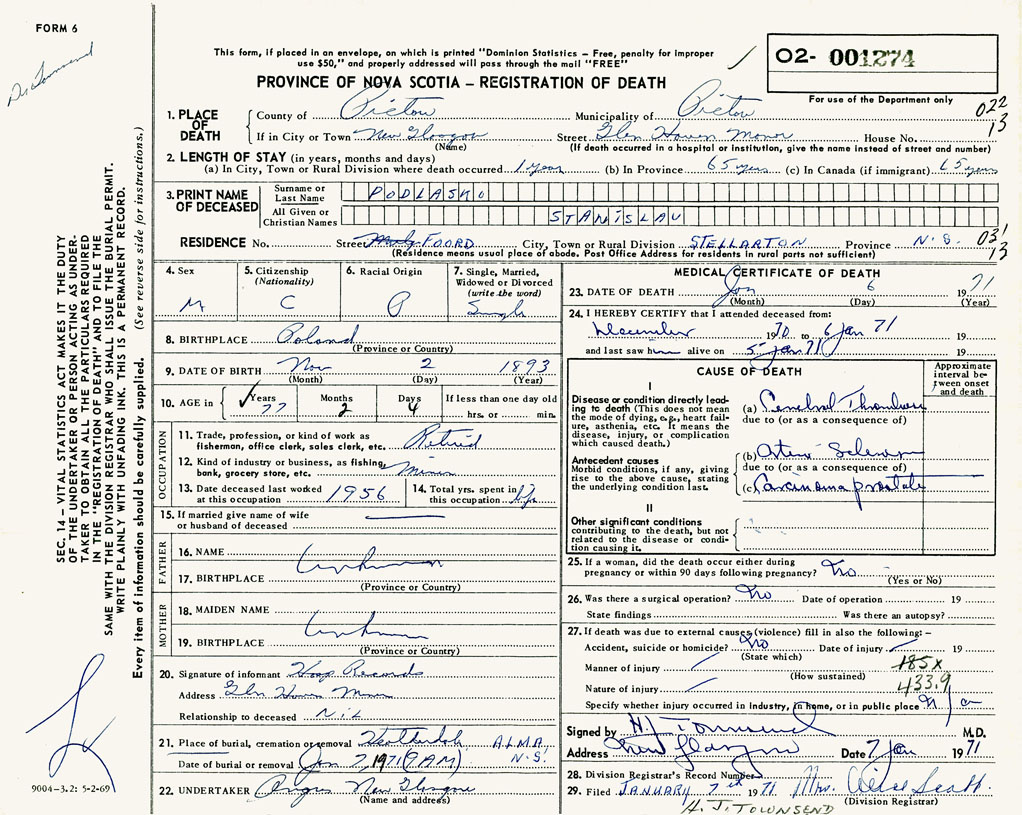 FORM 6
Dr. Townsend
This form, if placed in an envelope, on which is printed "Dominion Statistics – Free, penalty for improper
use $50," and properly addressed will pass through the mail "FREE"
PROVINCE OF NOVA SCOTIA – REGISTRATION OF DEATH
O2- 001274
For use of the Department only
022
13
1. PLACE OF DEATH
County of Pictou Municipality of Pictou
If in City or Town New Glasgow Street Glen Haven Manor House No.
(Name) (If death occurred in a hospital or institution, give the name instead of street and number)
2. LENGTH OF STAY (in years, months and days)
(a) In City, Town or Rural Division where death occurred 1 year (b) In Province 65 years (c) In Canada (if immigrant) 65 years
3. PRINT NAME OF DECEASED
Surname or Last Name PODLASKO
All Given or Christian Names STANISLAU
RESIDENCE No. Street FOORD City, Town or Rural Division STELLARTON Province N.S.
031
13
(Residence means usual place of abode. Post Office Address for residents in rural parts not sufficient)
4. Sex M
5. Citizenship (Nationality) C
6. Racial Origin P
7. Single, Married, Widowed or Divorced (write the word) Single
8. BIRTHPLACE Poland
(Province or Country)
9. DATE OF BIRTH Nov 2 1893
(Month) (Day) (Year)
10. AGE in Years 77 Months 2 Days 4 If less than one day old hrs. or min.
OCCUPATION
11. Trade, profession, or kind of work as fisherman, office clerk, sales clerk, etc. Retired
12. Kind of industry or business, as fishing, bank, grocery store, etc. Miner
13. Date deceased last worked at this occupation 1956
14. Total yrs. spent in this occupation
15. If married give name of wife or husband of deceased
FATHER
16. NAME Unknown
17. BIRTHPLACE
(Province or Country)
MOTHER
18. MAIDEN NAME Unknown
19. BIRTHPLACE
(Province or Country)
20. Signature of informant Hosp Records
Address Glen Haven Manor
Relationship to deceased Nil
21. Place of burial, cremation or removal ALMA N.S.
Date of burial or removal Jan 7, 1971 (9 AM)
22. UNDERTAKER Angus New Glasgow
(Name and address)
MEDICAL CERTIFICATE OF DEATH
23. DATE OF DEATH Jan 6 1971
(Month) (Day) (Year)
24. I HEREBY CERTIFY that I attended deceased from:
December 1970 to 6 Jan 71 19
and last saw him alive on 5 Jan 71 19
CAUSE OF DEATH
Approximate interval between onset and death
I
Disease or condition directly leading to death (This does not mean the mode of dying, e.g., heart failure, asthenia, etc. It means the disease, injury, or complication which caused death.)
(a) Cerebral Thrombosis
due to (or as a consequence of)
Antecedent causes
Morbid conditions, if any, giving rise to the above cause, stating the underlying condition last.
(b) Arterio Sclerosis
due to (or as a consequence of)
(c) Carcinoma prostate
II
Other significant conditions
contributing to the death, but not related to the disease or condition causing it.
25. If a woman, did the death occur either during
pregnancy or within 90 days following pregnancy? No
(Yes or No)
26. Was there a surgical operation? No Date of operation 19
State findings Was there an autopsy?
27. If death was due to external causes (violence) fill in also the following: –
Accident, suicide or homicide? No Date of injury 19
(State which)
Manner of injury 185X
(How sustained)
Nature of injury 433.9
Specify whether injury occurred in industry, in home, or in public place
Signed by HJ Townsend M.D.
Address New Glasgow Date 7 Jan 1971
28. Division Registrar's Record Number
29. Filed JANUARY 7th 1971 Mrs. Scott
(Division Registrar)
H. J. TOWNSEND
SEC. 14 – VITAL STATISTICS ACT MAKES IT THE DUTY
OF THE UNDERTAKER OR PERSON ACTING AS UNDER-
TAKER TO OBTAIN ALL THE PARTICULARS REQUIRED
IN THE "REGISTRATION OF DEATH" AND TO FILE THE
SAME WITH THE DIVISION REGISTRAR WHO SHALL ISSUE THE BURIAL PERMIT.
WRITE PLAINLY WITH UNFADING INK. THIS IS A PERMANENT RECORD.
Every item of information should be carefully supplied. (See reverse side for instructions.)
9004-3.2: 5-2-69